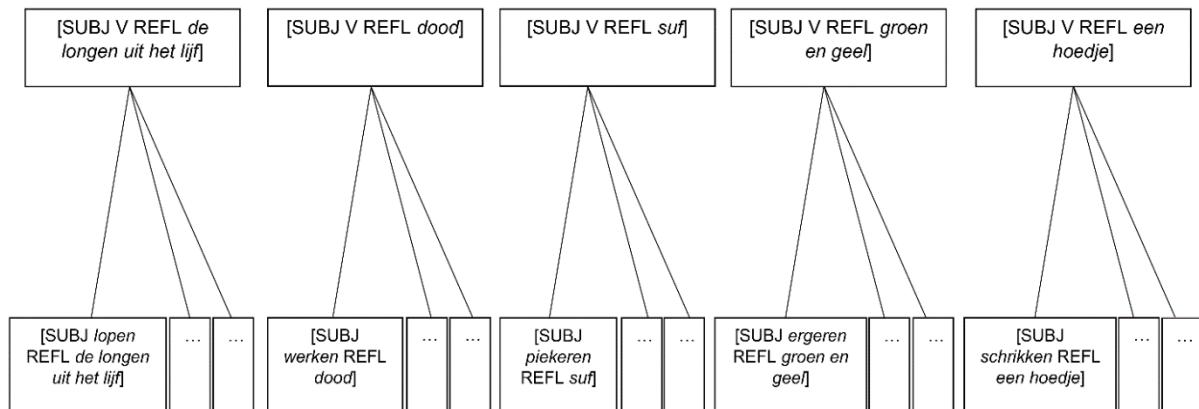 [SUBJ V REFL de
longen uit het lijf]
[SUBJ V REFL dood]
[SUBJ V REFL suf]
[SUBJ V REFL groen
en geel]
[SUBJ V REFL een
hoedje]
[SUBJ lopen
REFL de longen
uit het lijf]
…
…
[SUBJ
werken REFL
dood]
…
…
[SUBJ
piekeren
REFL suf]
…
…
[SUBJ ergeren
REFL groen en
geel]
…
…
[SUBJ
schrikken REFL
een hoedje]
…
…